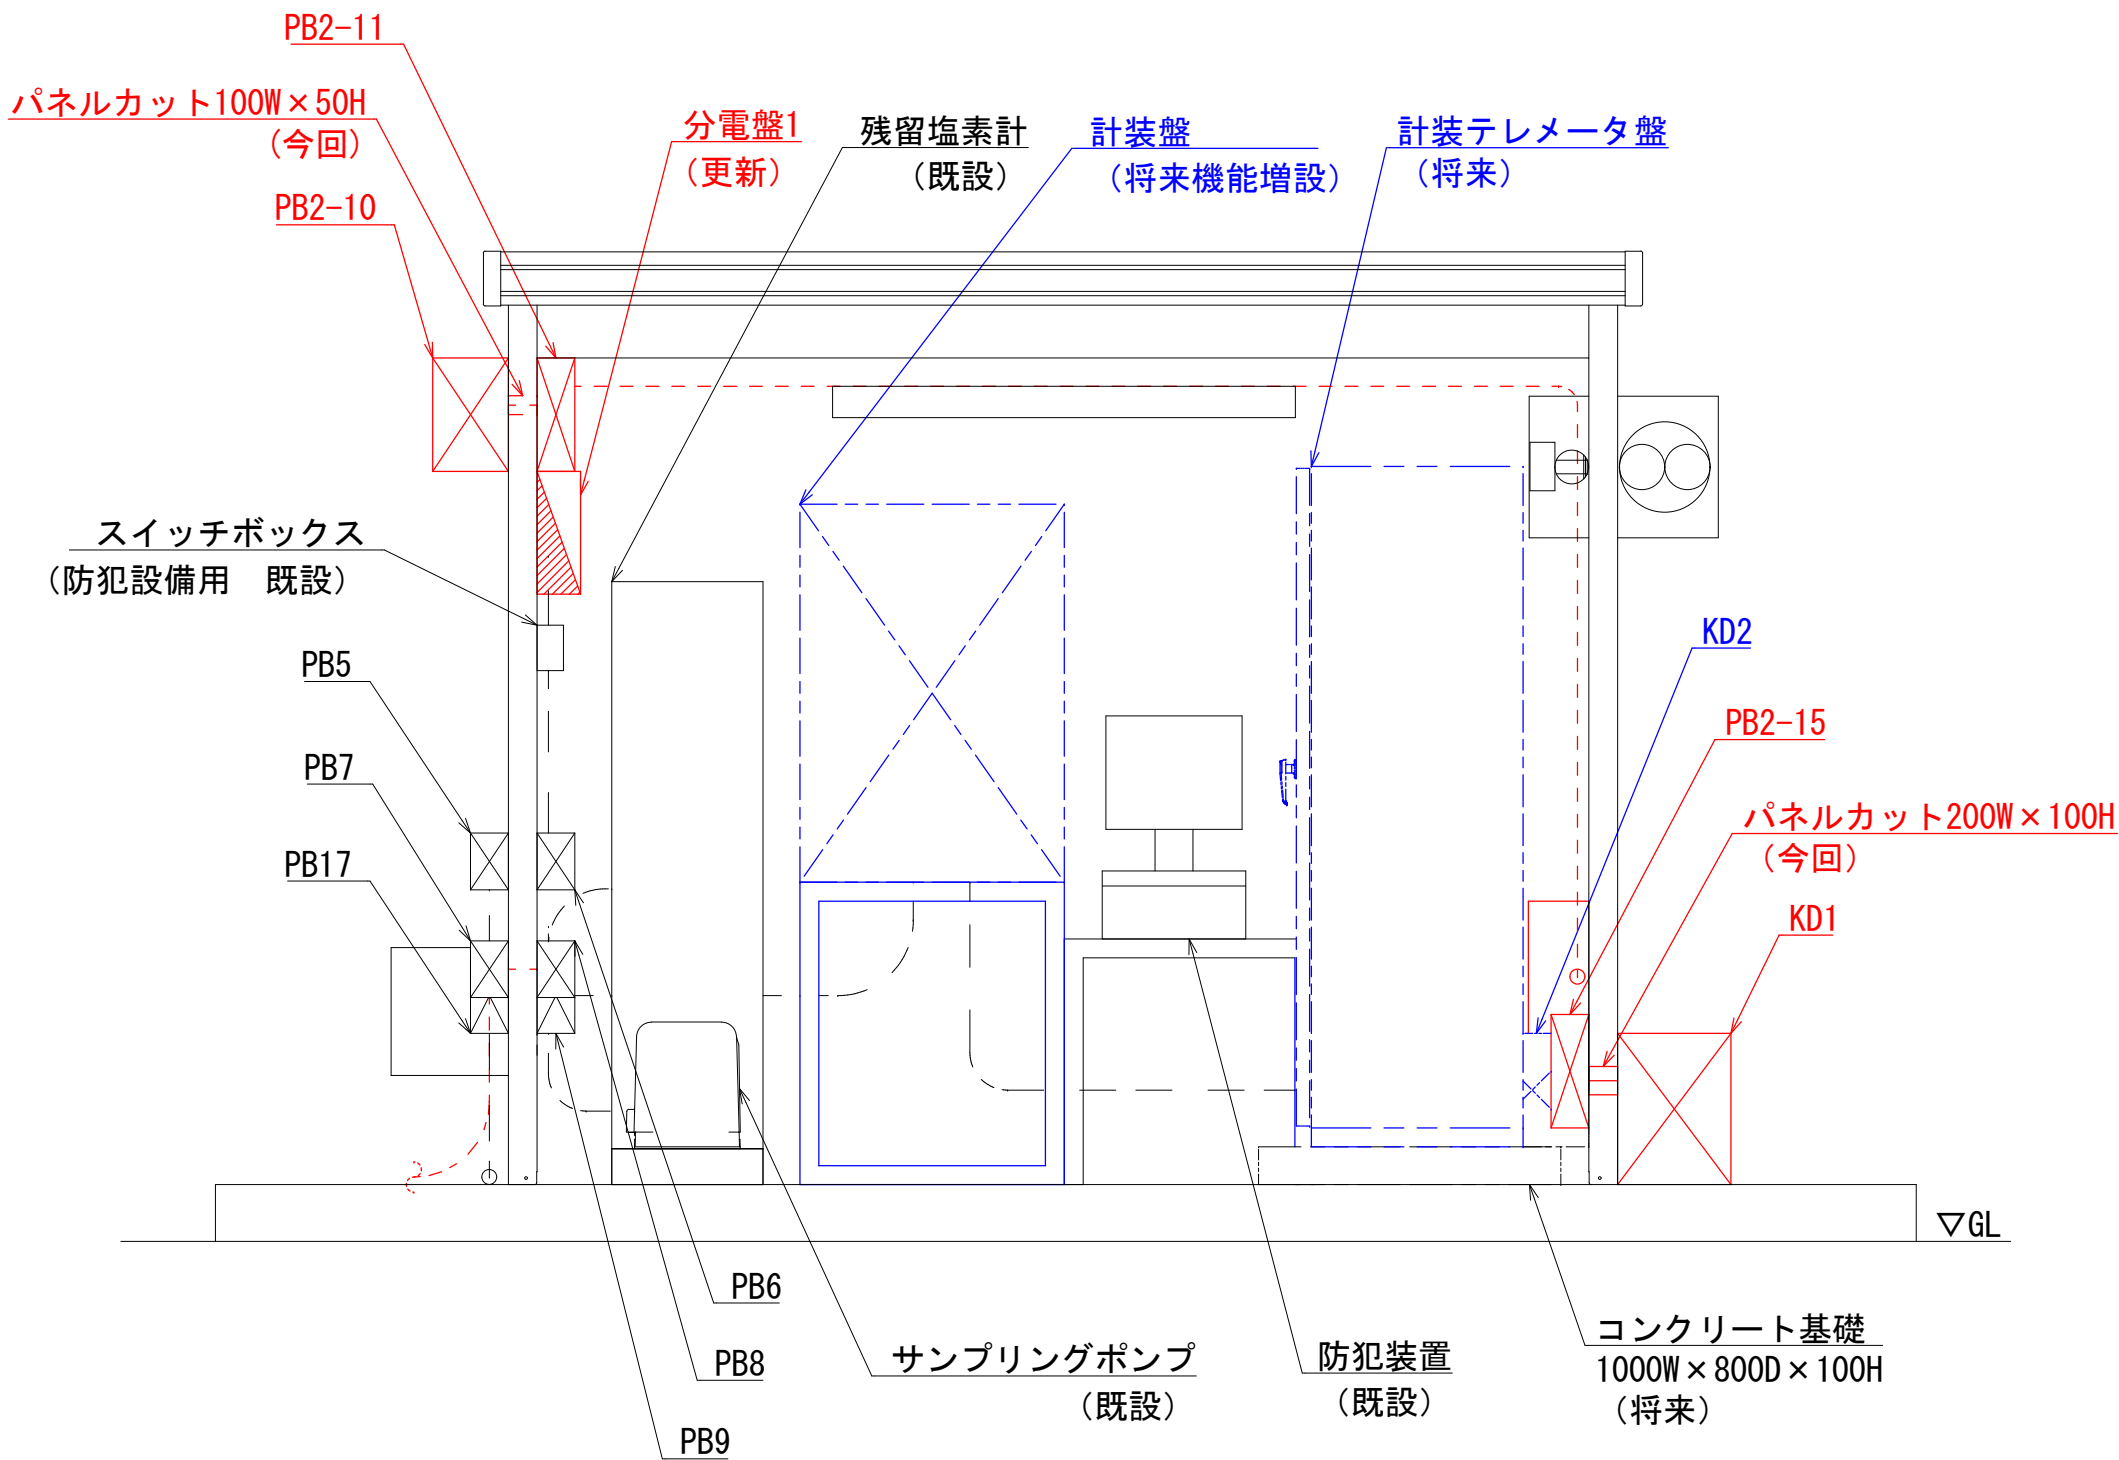 PB2-11
パネルカット100W×50H
(今回)
PB2-10
分電盤1
(更新)
残留塩素計
(既設)
計装盤
(将来機能増設)
計装テレメータ盤
(将来)
スイッチボックス
(防犯設備用　既設)
PB5
PB7
PB17
KD2
PB2-15
パネルカット200W×100H
(今回)
KD1
▽GL
PB6
PB8
PB9
サンプリングポンプ
(既設)
防犯装置
(既設)
コンクリート基礎
1000W×800D×100H
(将来)